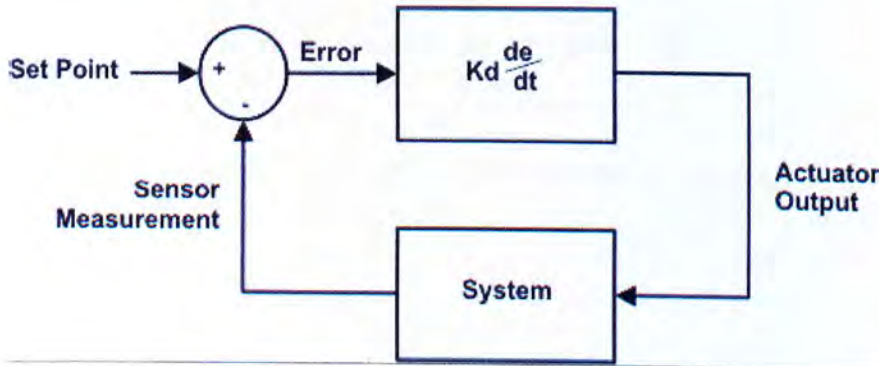 Set Point
+
-
Error
Kd de/dt
Actuator
Output
System
Sensor
Measurement